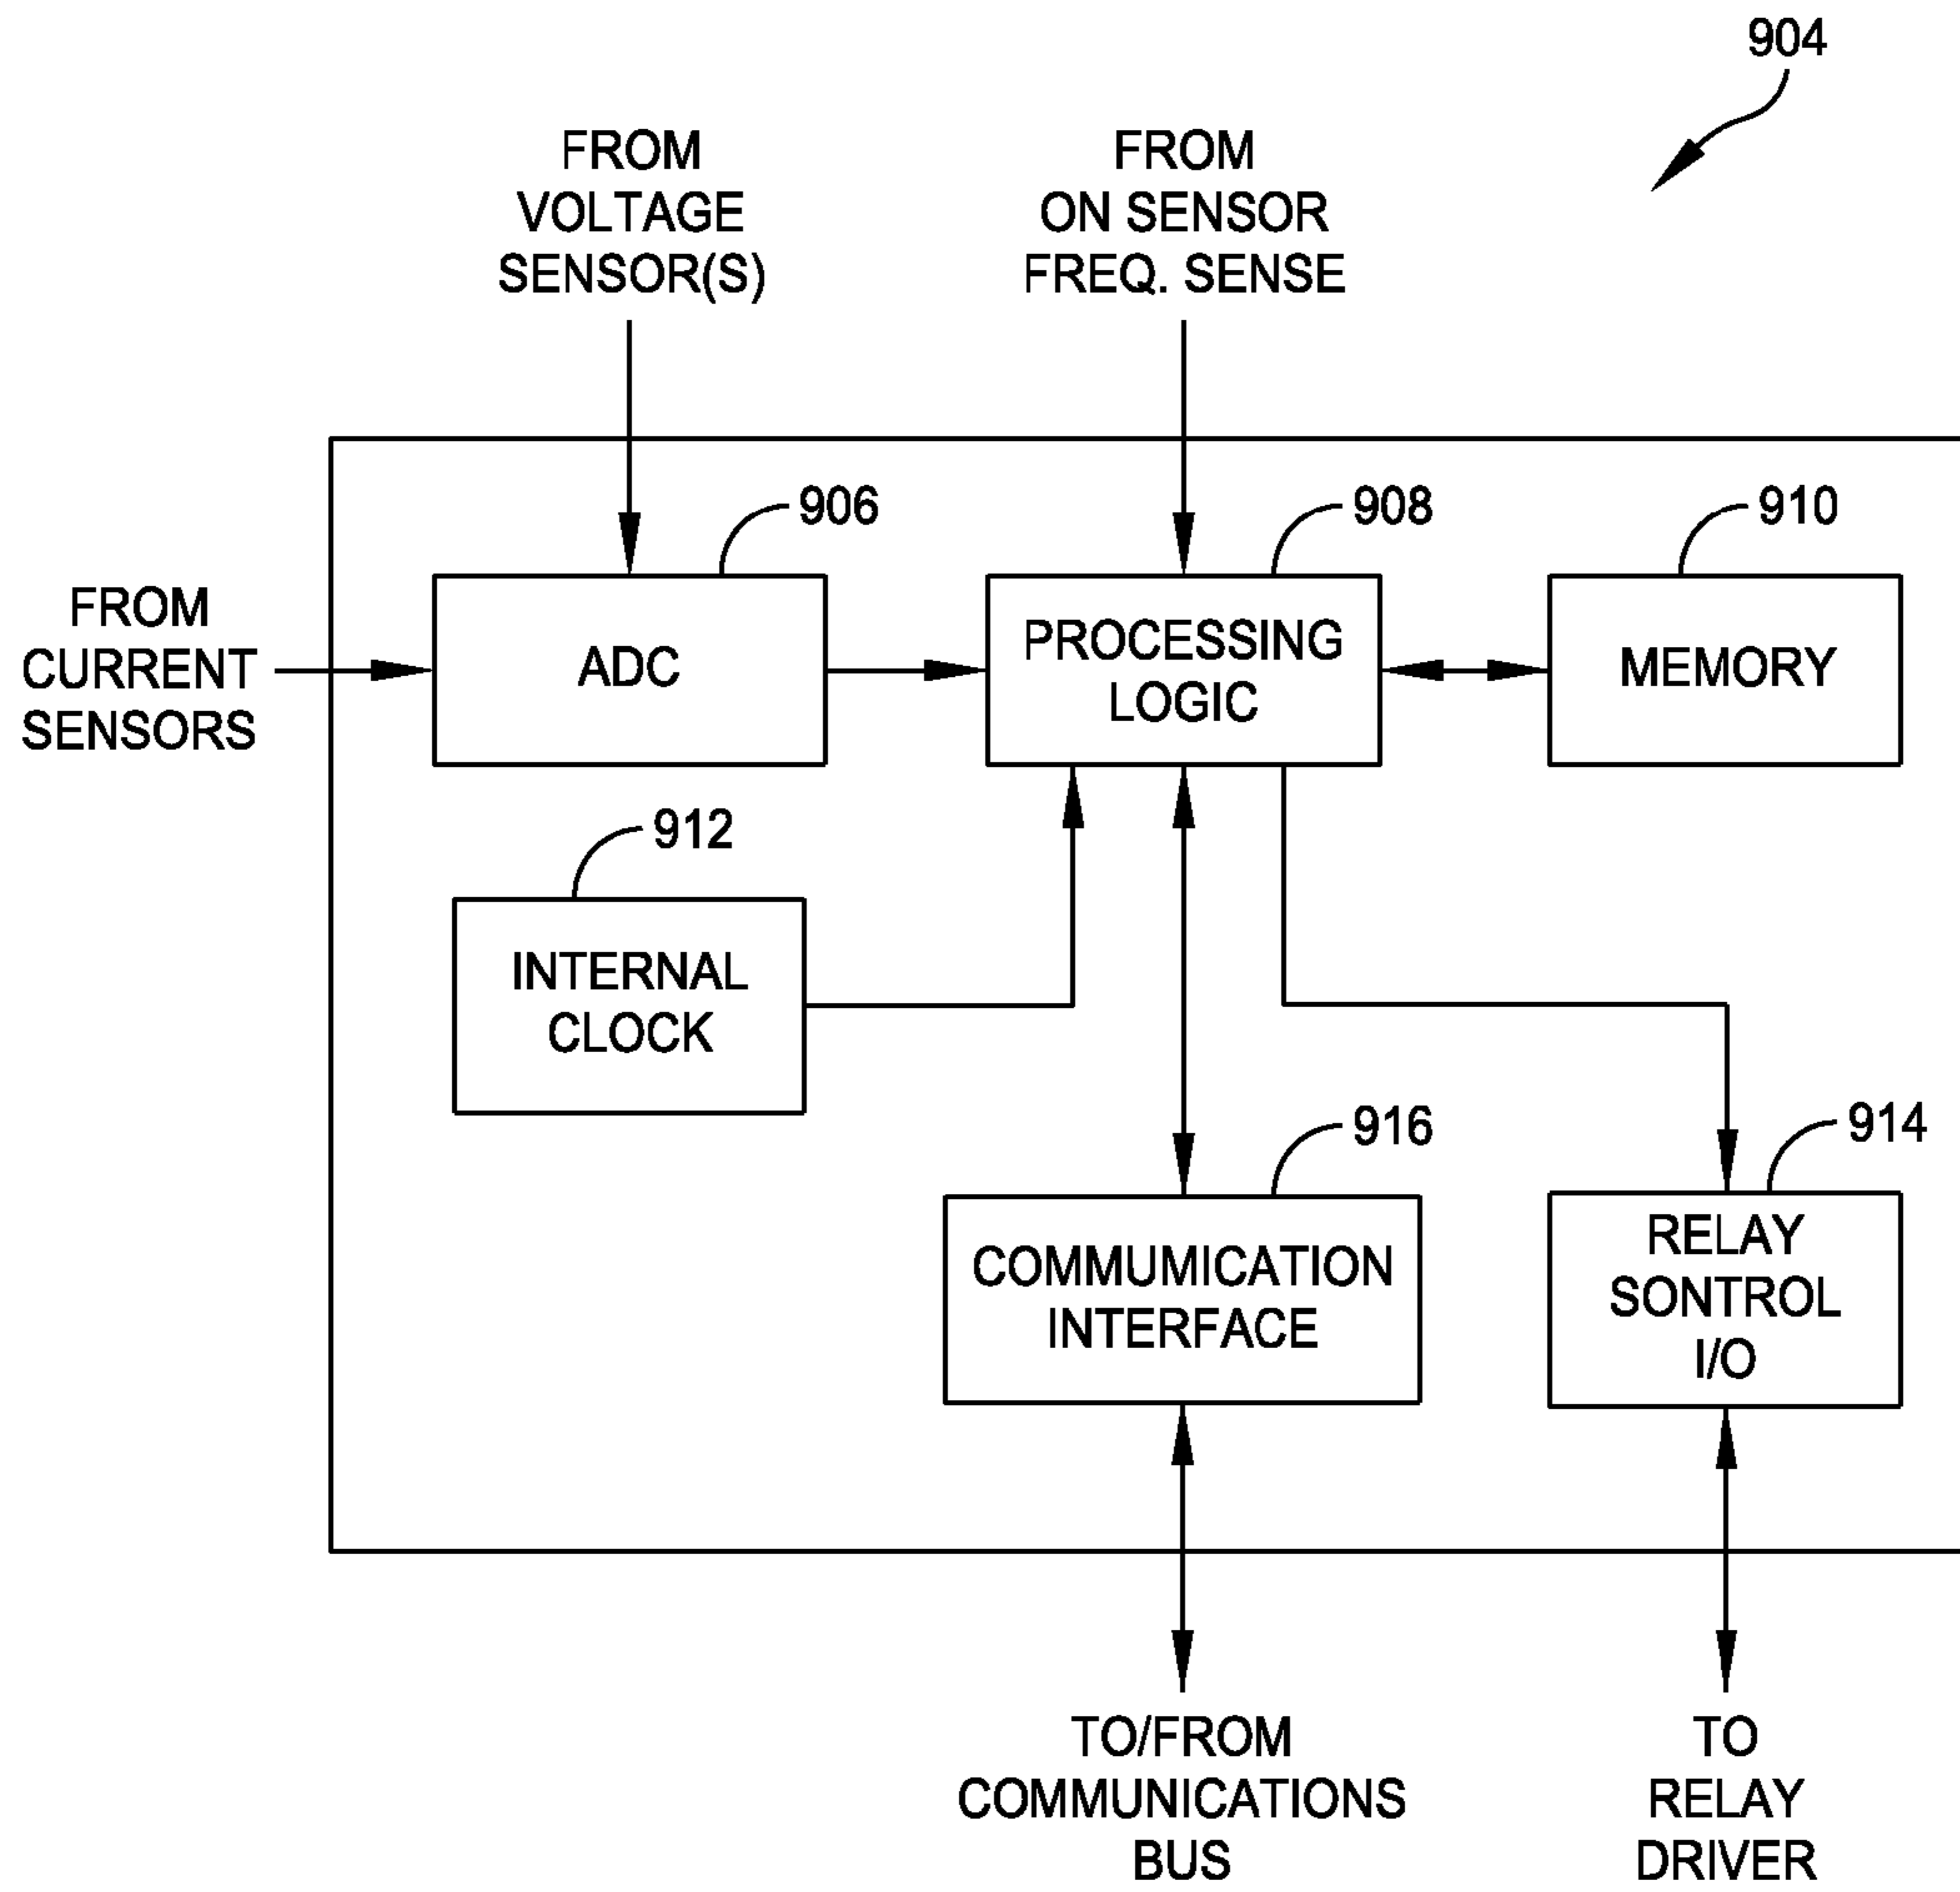 904
FROM
VOLTAGE
SENSOR(S)
FROM
ON SENSOR
FREQ. SENSE
906
908
910
FROM
CURRENT
SENSORS
ADC
PROCESSING
LOGIC
MEMORY
912
INTERNAL
CLOCK
916
914
COMMUMICATION
INTERFACE
RELAY
SONTROL
I/O
TO/FROM
COMMUNICATIONS
BUS
TO
RELAY
DRIVER